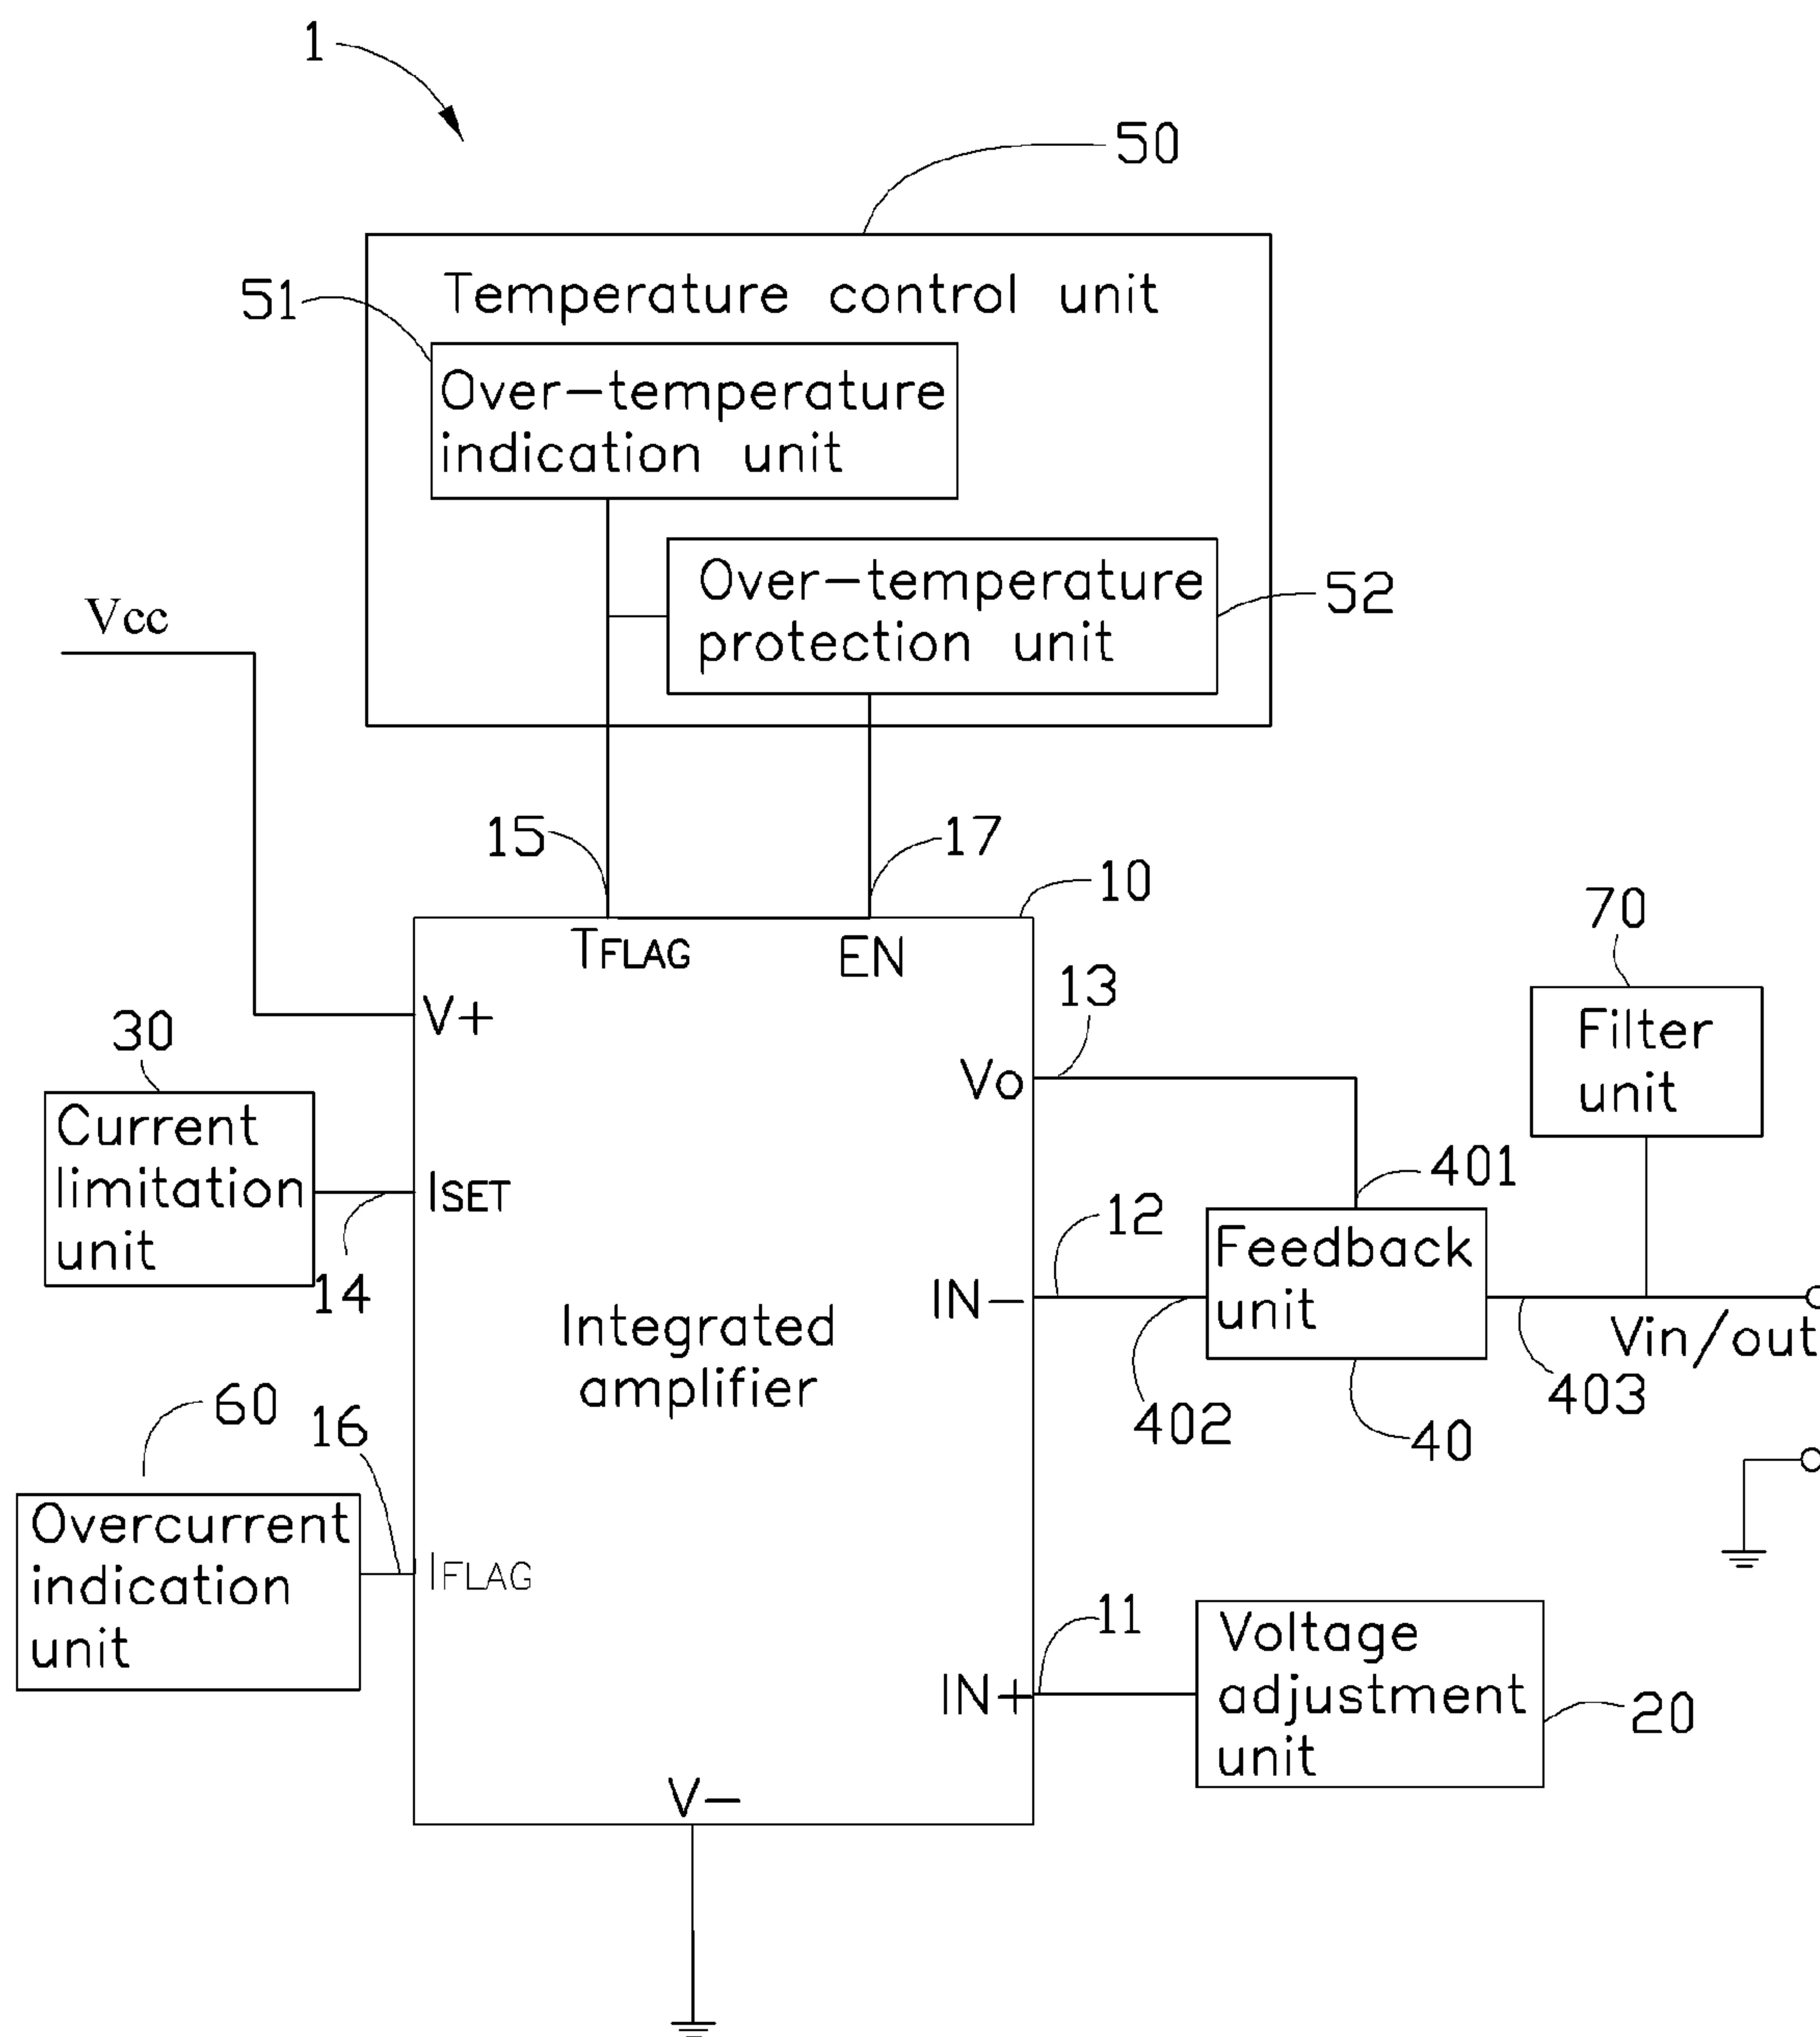 1
50
51
Temperature control unit
Over-temperature
indication unit
Over-temperature
protection unit
52
Vcc
15
17
10
TFLAG
EN
70
13
V+
Filter
unit
30
Vo
Current
limitation
unit
ISET
14
401
12
Feedback
unit
IN-
Vin/out
Integrated
amplifier
402
403
40
60
16
Overcurrent
indication
unit
IFLAG
11
Voltage
adjustment
unit
IN+
20
V-